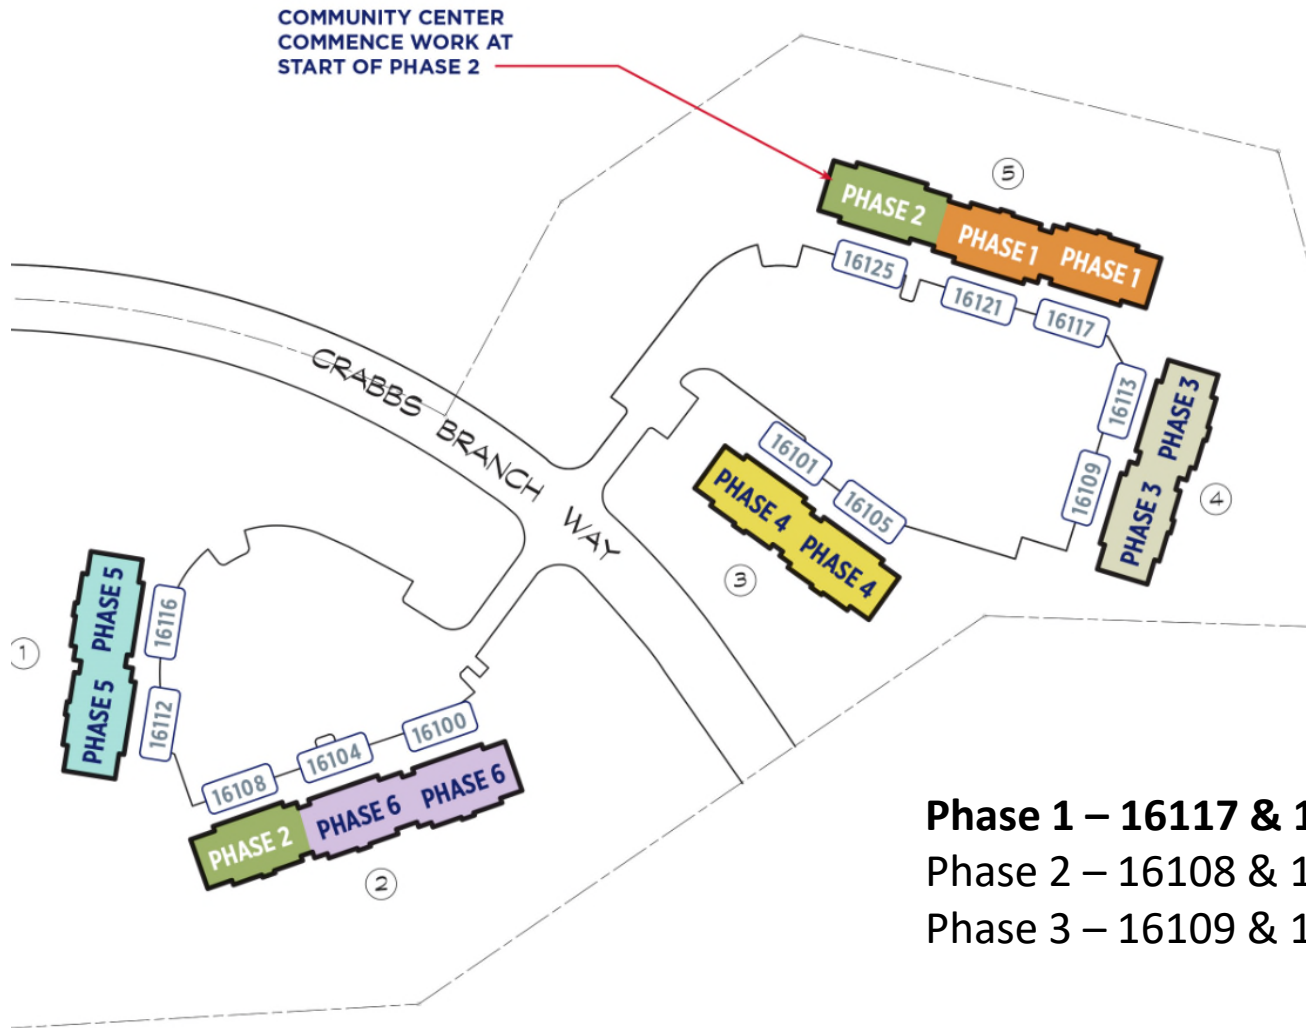 COMMUNITY CENTER
COMMENCE WORK AT
START OF PHASE 2
5
PHASE 2
PHASE 1
PHASE 1
16125
16121
16117
CRABBS BRANCH WAY
16113
PHASE 3
16109
PHASE 3
4
16101
16105
PHASE 4
PHASE 4
3
PHASE 5
16116
1
PHASE 5
16112
16100
16104
16108
PHASE 6
PHASE 6
PHASE 2
2
Phase 1 – 16117 & 1
Phase 2 – 16108 & 1
Phase 3 – 16109 & 1